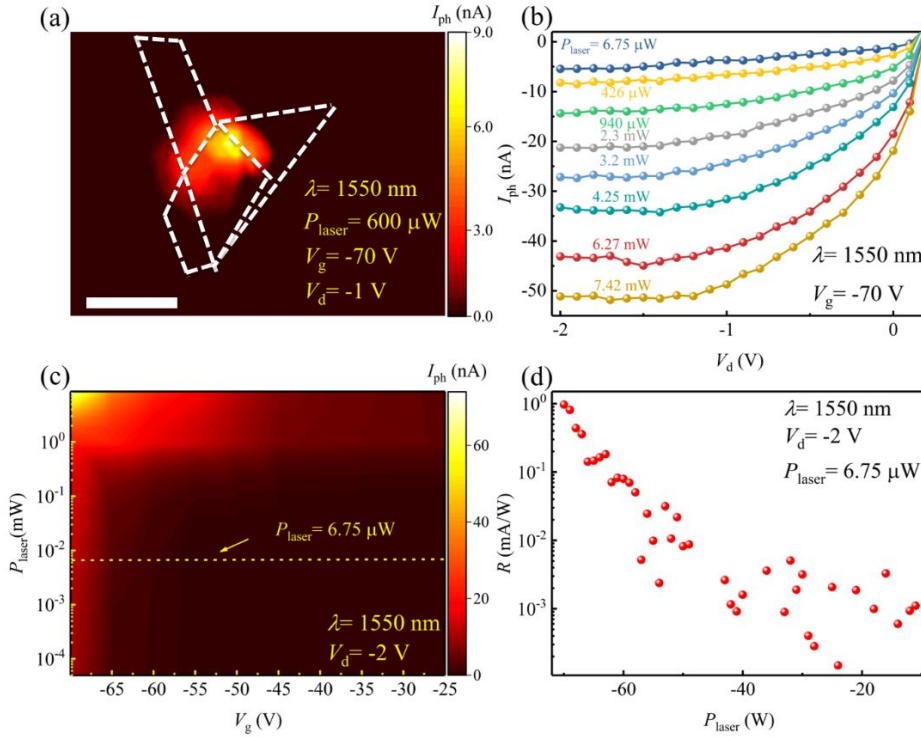 (a)
I_ph (nA)
9.0
6.0
3.0
0.0
λ= 1550 nm
P_laser= 600 μW
V_g= -70 V
V_d= -1 V
(b)
0
-10
-20
-30
-40
-50
I_ph (nA)
P_laser= 6.75 μW
426 μW
940 μW
2.3 mW
3.2 mW
4.25 mW
6.27 mW
7.42 mW
λ= 1550 nm
V_g= -70 V
-2 -1 0
V_d (V)
(c)
I_ph (nA)
60
40
20
0
10^0
10^-1
10^-2
10^-3
10^-4
P_laser(mW)
P_laser= 6.75 μW
λ= 1550 nm
V_d= -2 V
-65 -60 -55 -50 -45 -40 -35 -30 -25
V_g (V)
(d)
10^0
10^-1
10^-2
10^-3
R (mA/W)
λ= 1550 nm
V_d= -2 V
P_laser= 6.75 μW
-60 -40 -20
P_laser (W)